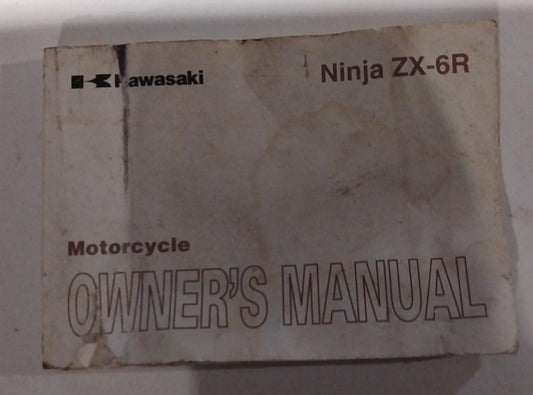 Kawasaki
Ninja ZX-6R
Motorcycle
OWNER'S MANUAL